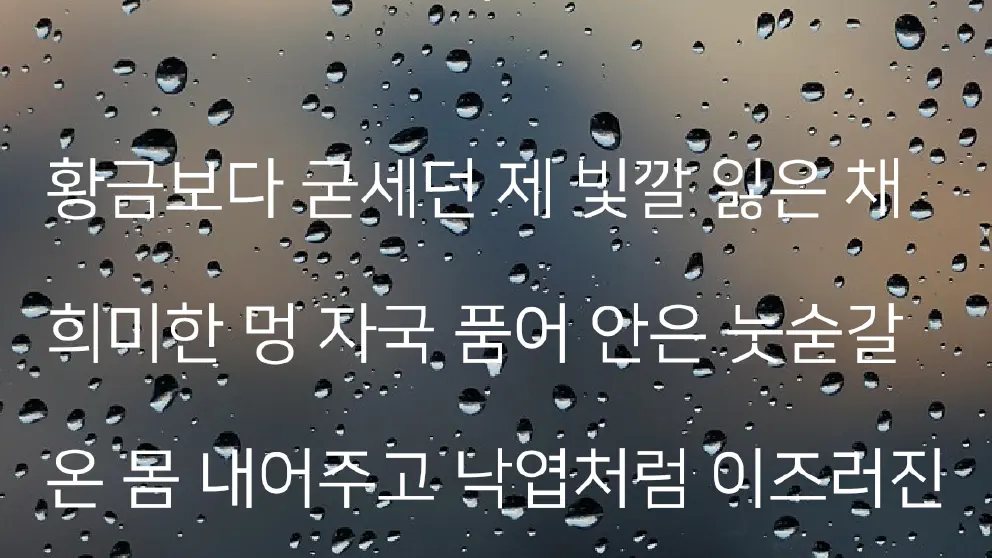 황금보다 굳세던 제 빛깔 잃은 채
희미한 멍 자국 품어 안은 눗숟갈
온 몸 내어주고 낙엽처럼 이즈러진